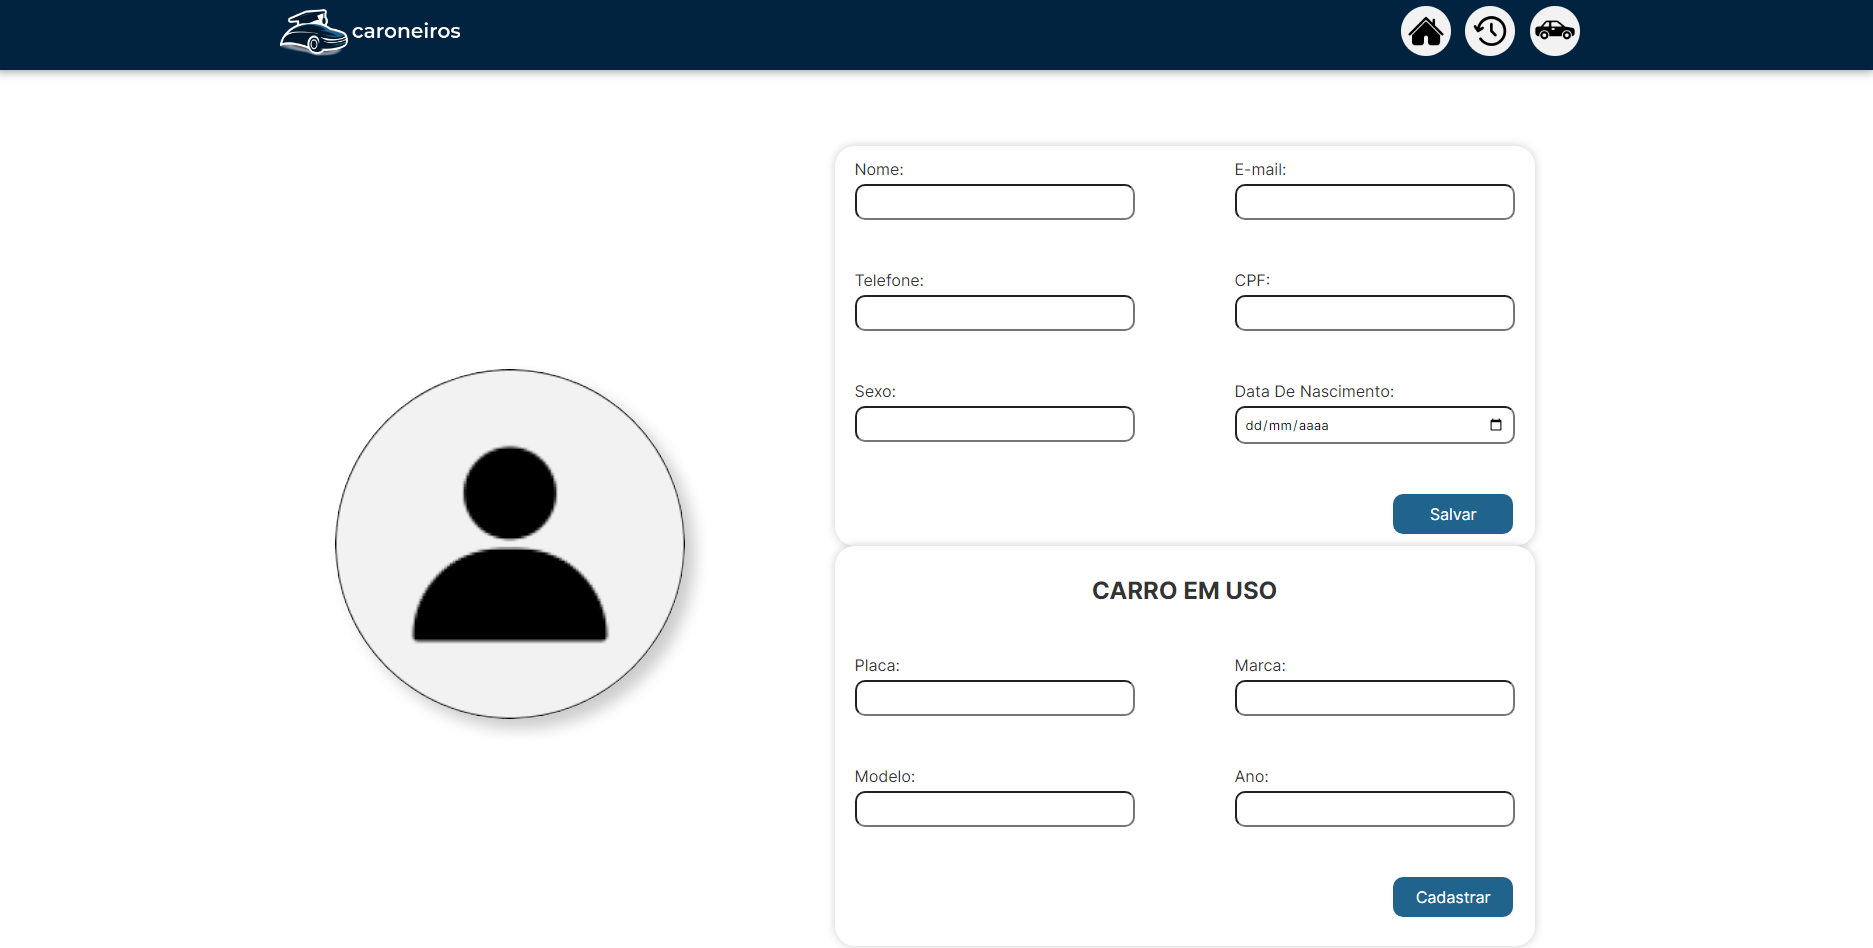 caroneiros
Nome:
E-mail:
Telefone:
CPF:
Sexo:
Data De Nascimento:
dd/mm/aaaa
Salvar
CARRO EM USO
Placa:
Marca:
Modelo:
Ano:
Cadastrar